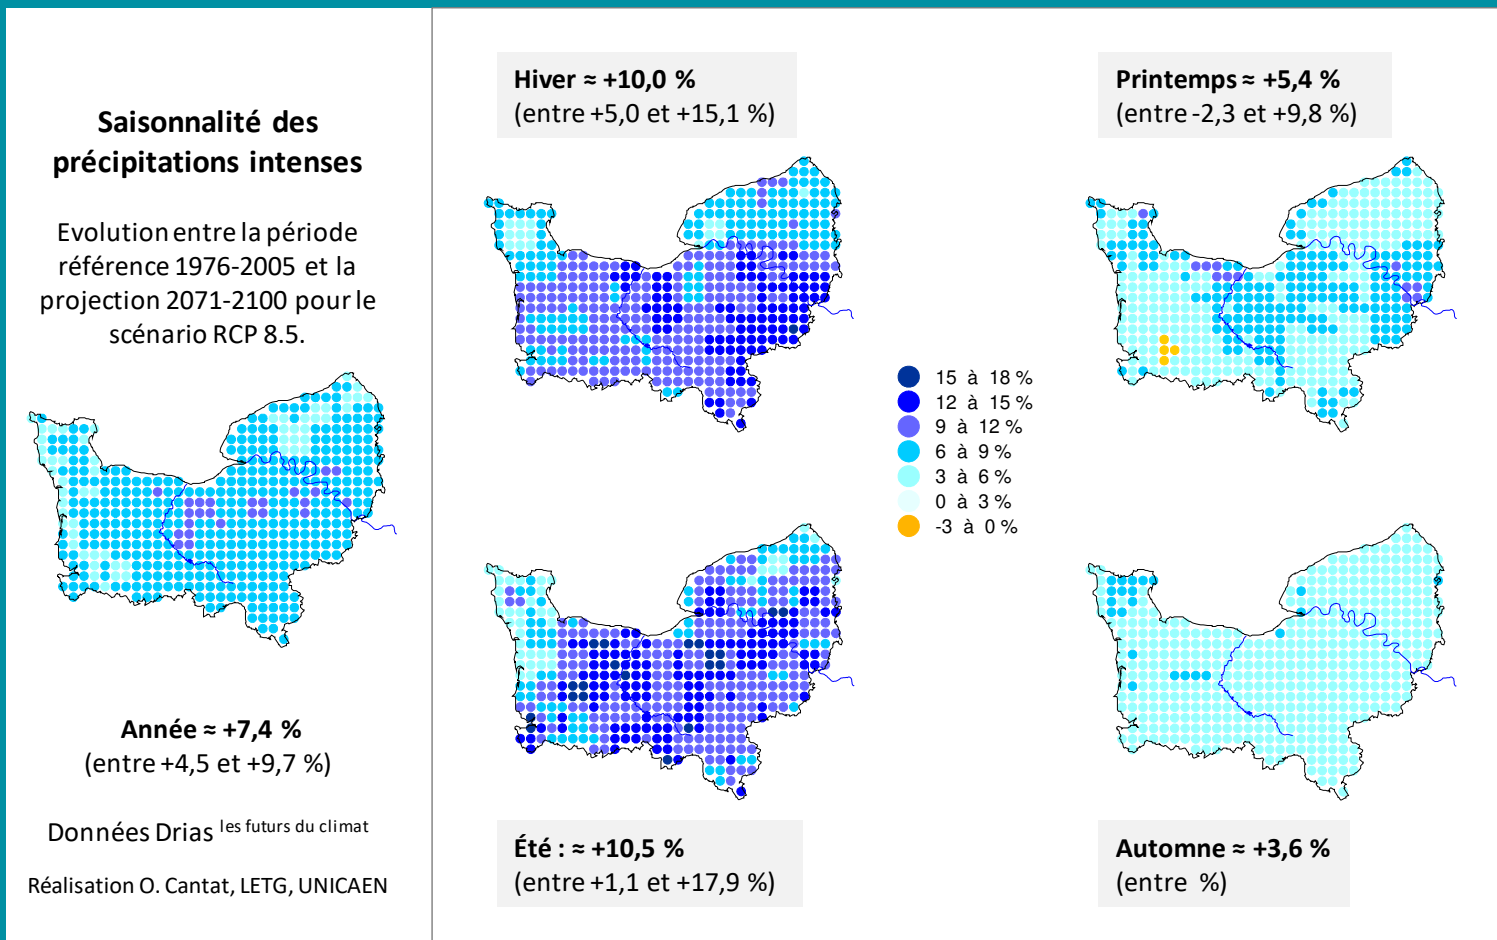 Saisonnalité des
précipitations intenses
Evolution entre la période
référence 1976-2005 et la
projection 2071-2100 pour le
scénario RCP 8.5.
Année ≈ +7,4 %
(entre +4,5 et +9,7 %)
Données Drias les futurs du climat
Réalisation O. Cantat, LETG, UNICAEN
Hiver ≈ +10,0 %
(entre +5,0 et +15,1 %)
Printemps ≈ +5,4 %
(entre -2,3 et +9,8 %)
15 à 18 %
12 à 15 %
9 à 12 %
6 à 9 %
3 à 6 %
0 à 3 %
-3 à 0 %
Été : ≈ +10,5 %
(entre +1,1 et +17,9 %)
Automne ≈ +3,6 %
(entre %)